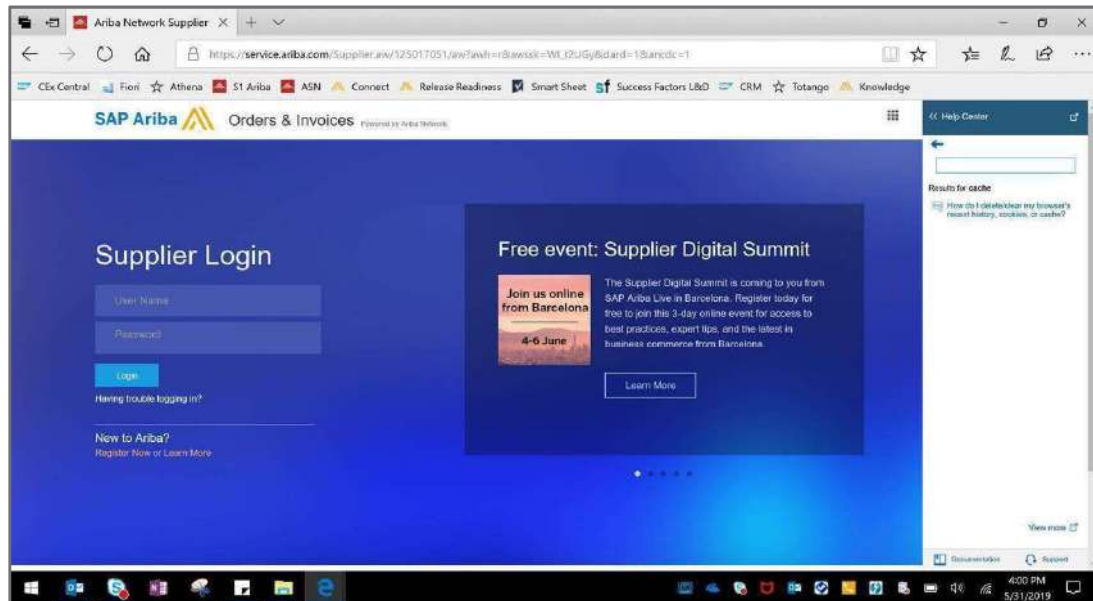 Ariba Network Supplier
https://service.ariba.com/Supplier.aw/125017051/aw?awh=r&awssk=
CEx Central Fiori Athena S1 Ariba ASN Connect Release Readiness Smart Sheet Success Factors L&D CRM Totango Knowledge
SAP Ariba Orders & Invoices Powered by Ariba Network
Supplier Login
User Name
Password
Login
Having trouble logging in?
New to Ariba?
Register Now or Learn More
Free event: Supplier Digital Summit
Join us online
from Barcelona
4-6 June
The Supplier Digital Summit is coming to you from
SAP Ariba Live in Barcelona. Register today for
free to join this 3-day online event for access to
best practices, expert tips, and the latest in
business commerce from Barcelona.
Learn More
<< Help Center
Results for cache
How do I delete/clear my browser's
recent history, cookies, or cache?
View more
Documentation Support
4:00 PM
5/31/2019